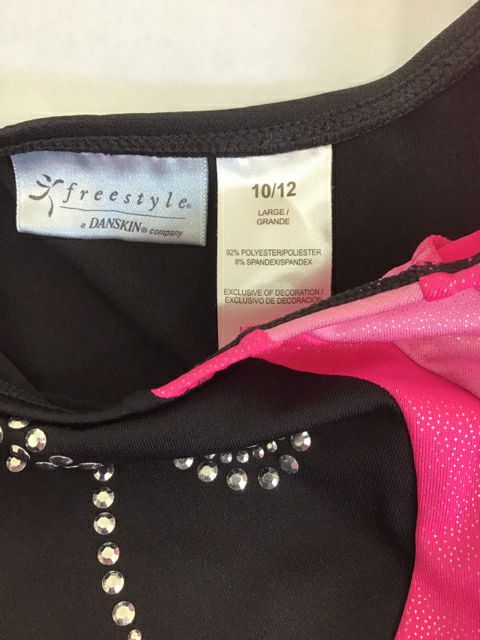 freestyle®
a DANSKIN® company
10/12
LARGE /
GRANDE
92% POLYESTER/POLIESTER
8% SPANDEX/SPANDEX
EXCLUSIVE OF DECORATION /
EXCLUSIVO DE DECORACION